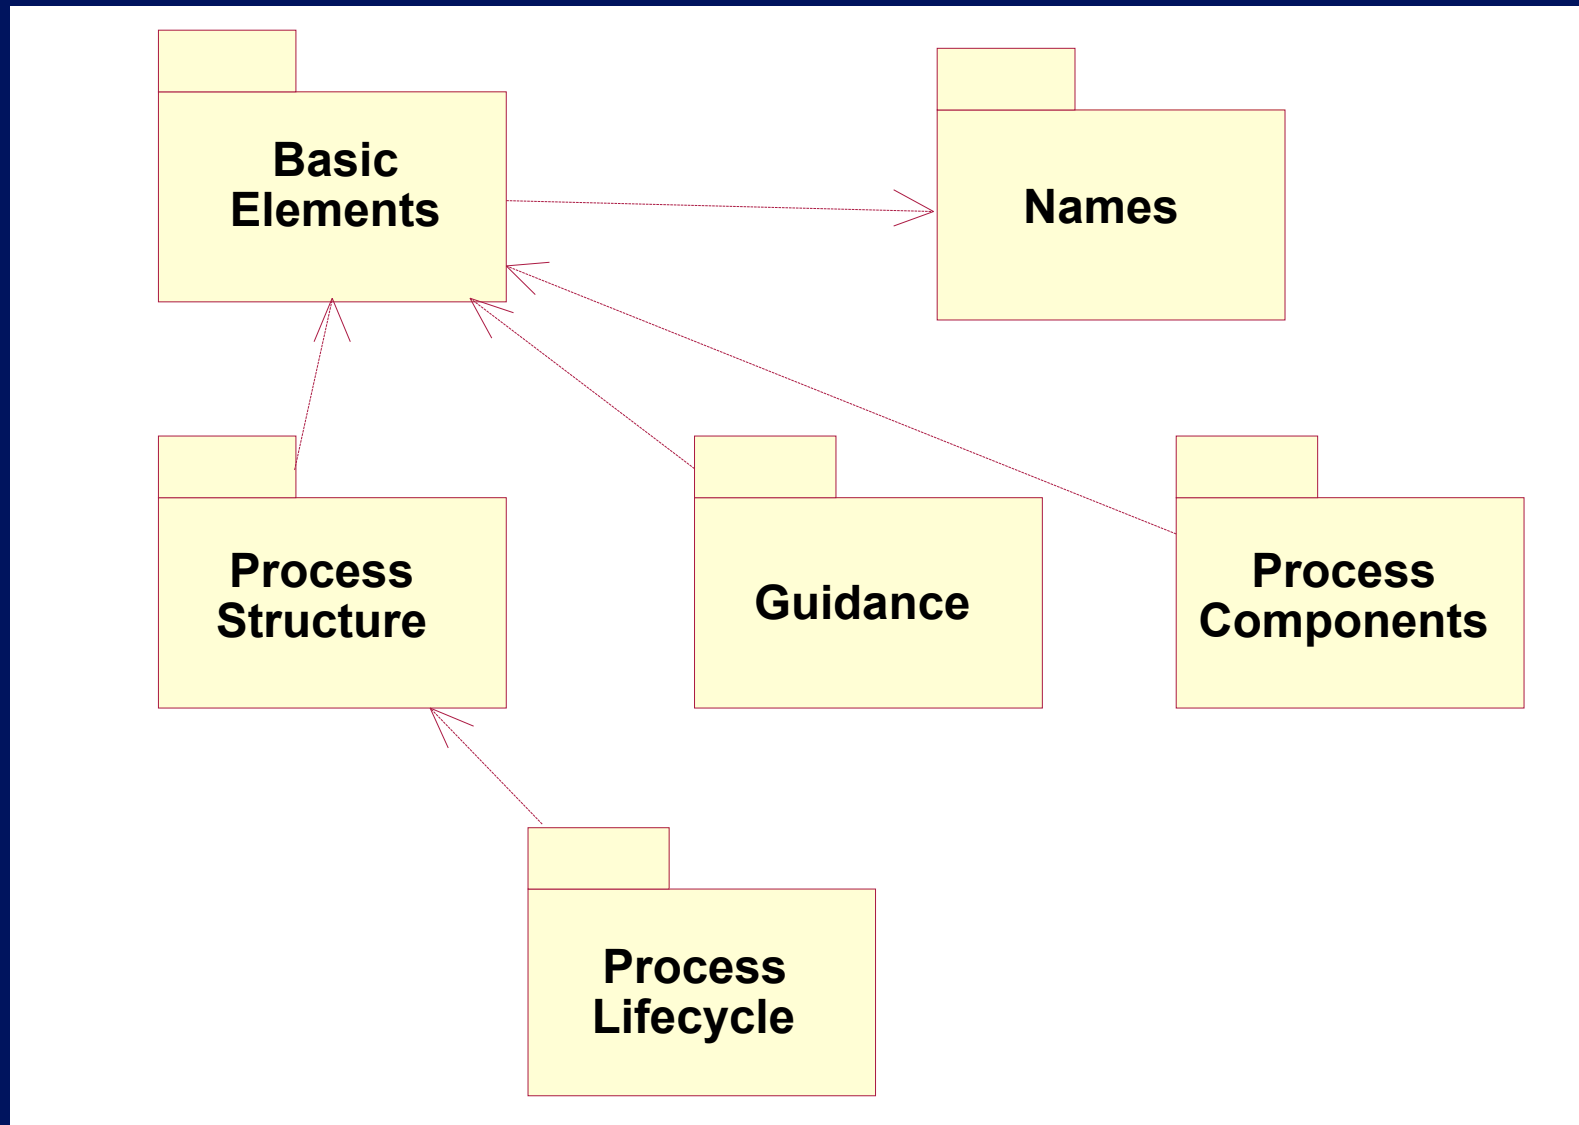 Basic
Elements
Names
Process
Structure
Guidance
Process
Components
Process
Lifecycle